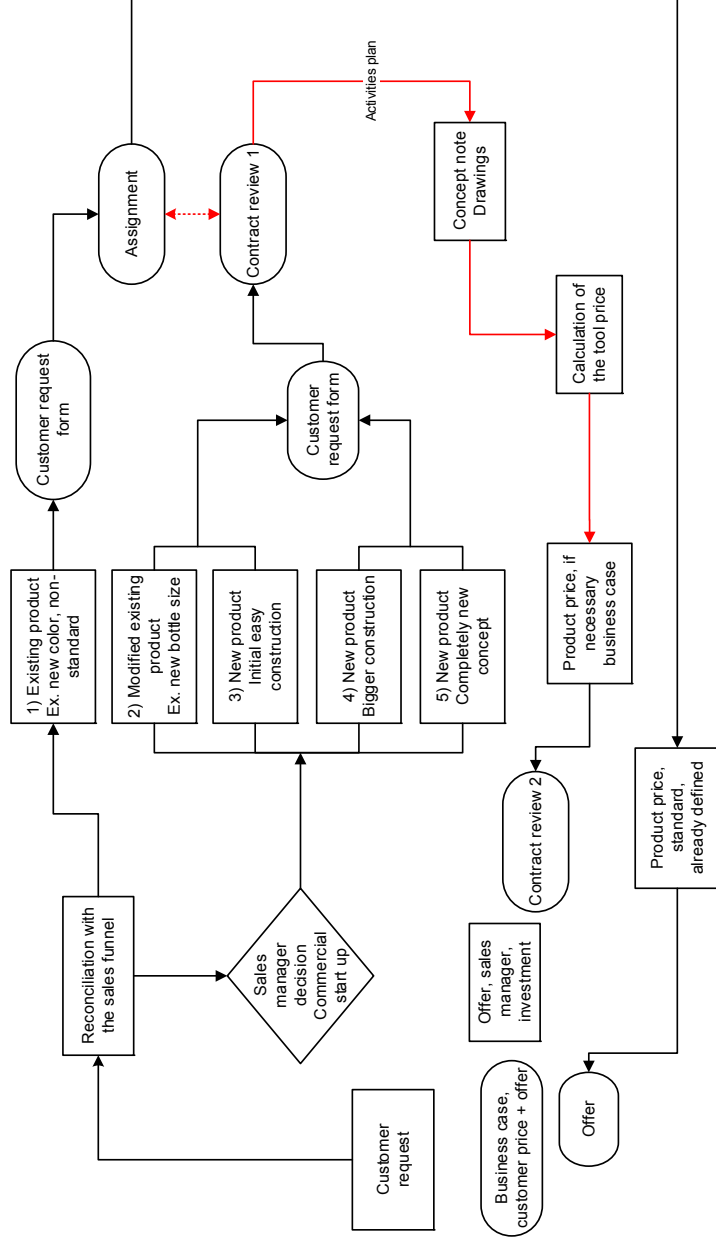 Customer
request
Reconciliation with
the sales funnel
Sales
manager
decision
Commercial
start up
1) Existing product
Ex. new color, non-
standard
2) Modified existing
product
Ex. new bottle size
3) New product
Initial easy
construction
4) New product
Bigger construction
5) New product
Completely new
concept
Customer request
form
Customer
request form
Assignment
Contract review 1
Activities plan
Concept note
Drawings
Calculation of
the tool price
Product price, if
necessary
business case
Contract review 2
Offer, sales
manager,
investment
Business case,
customer price + offer
Product price,
standard,
already defined
Offer